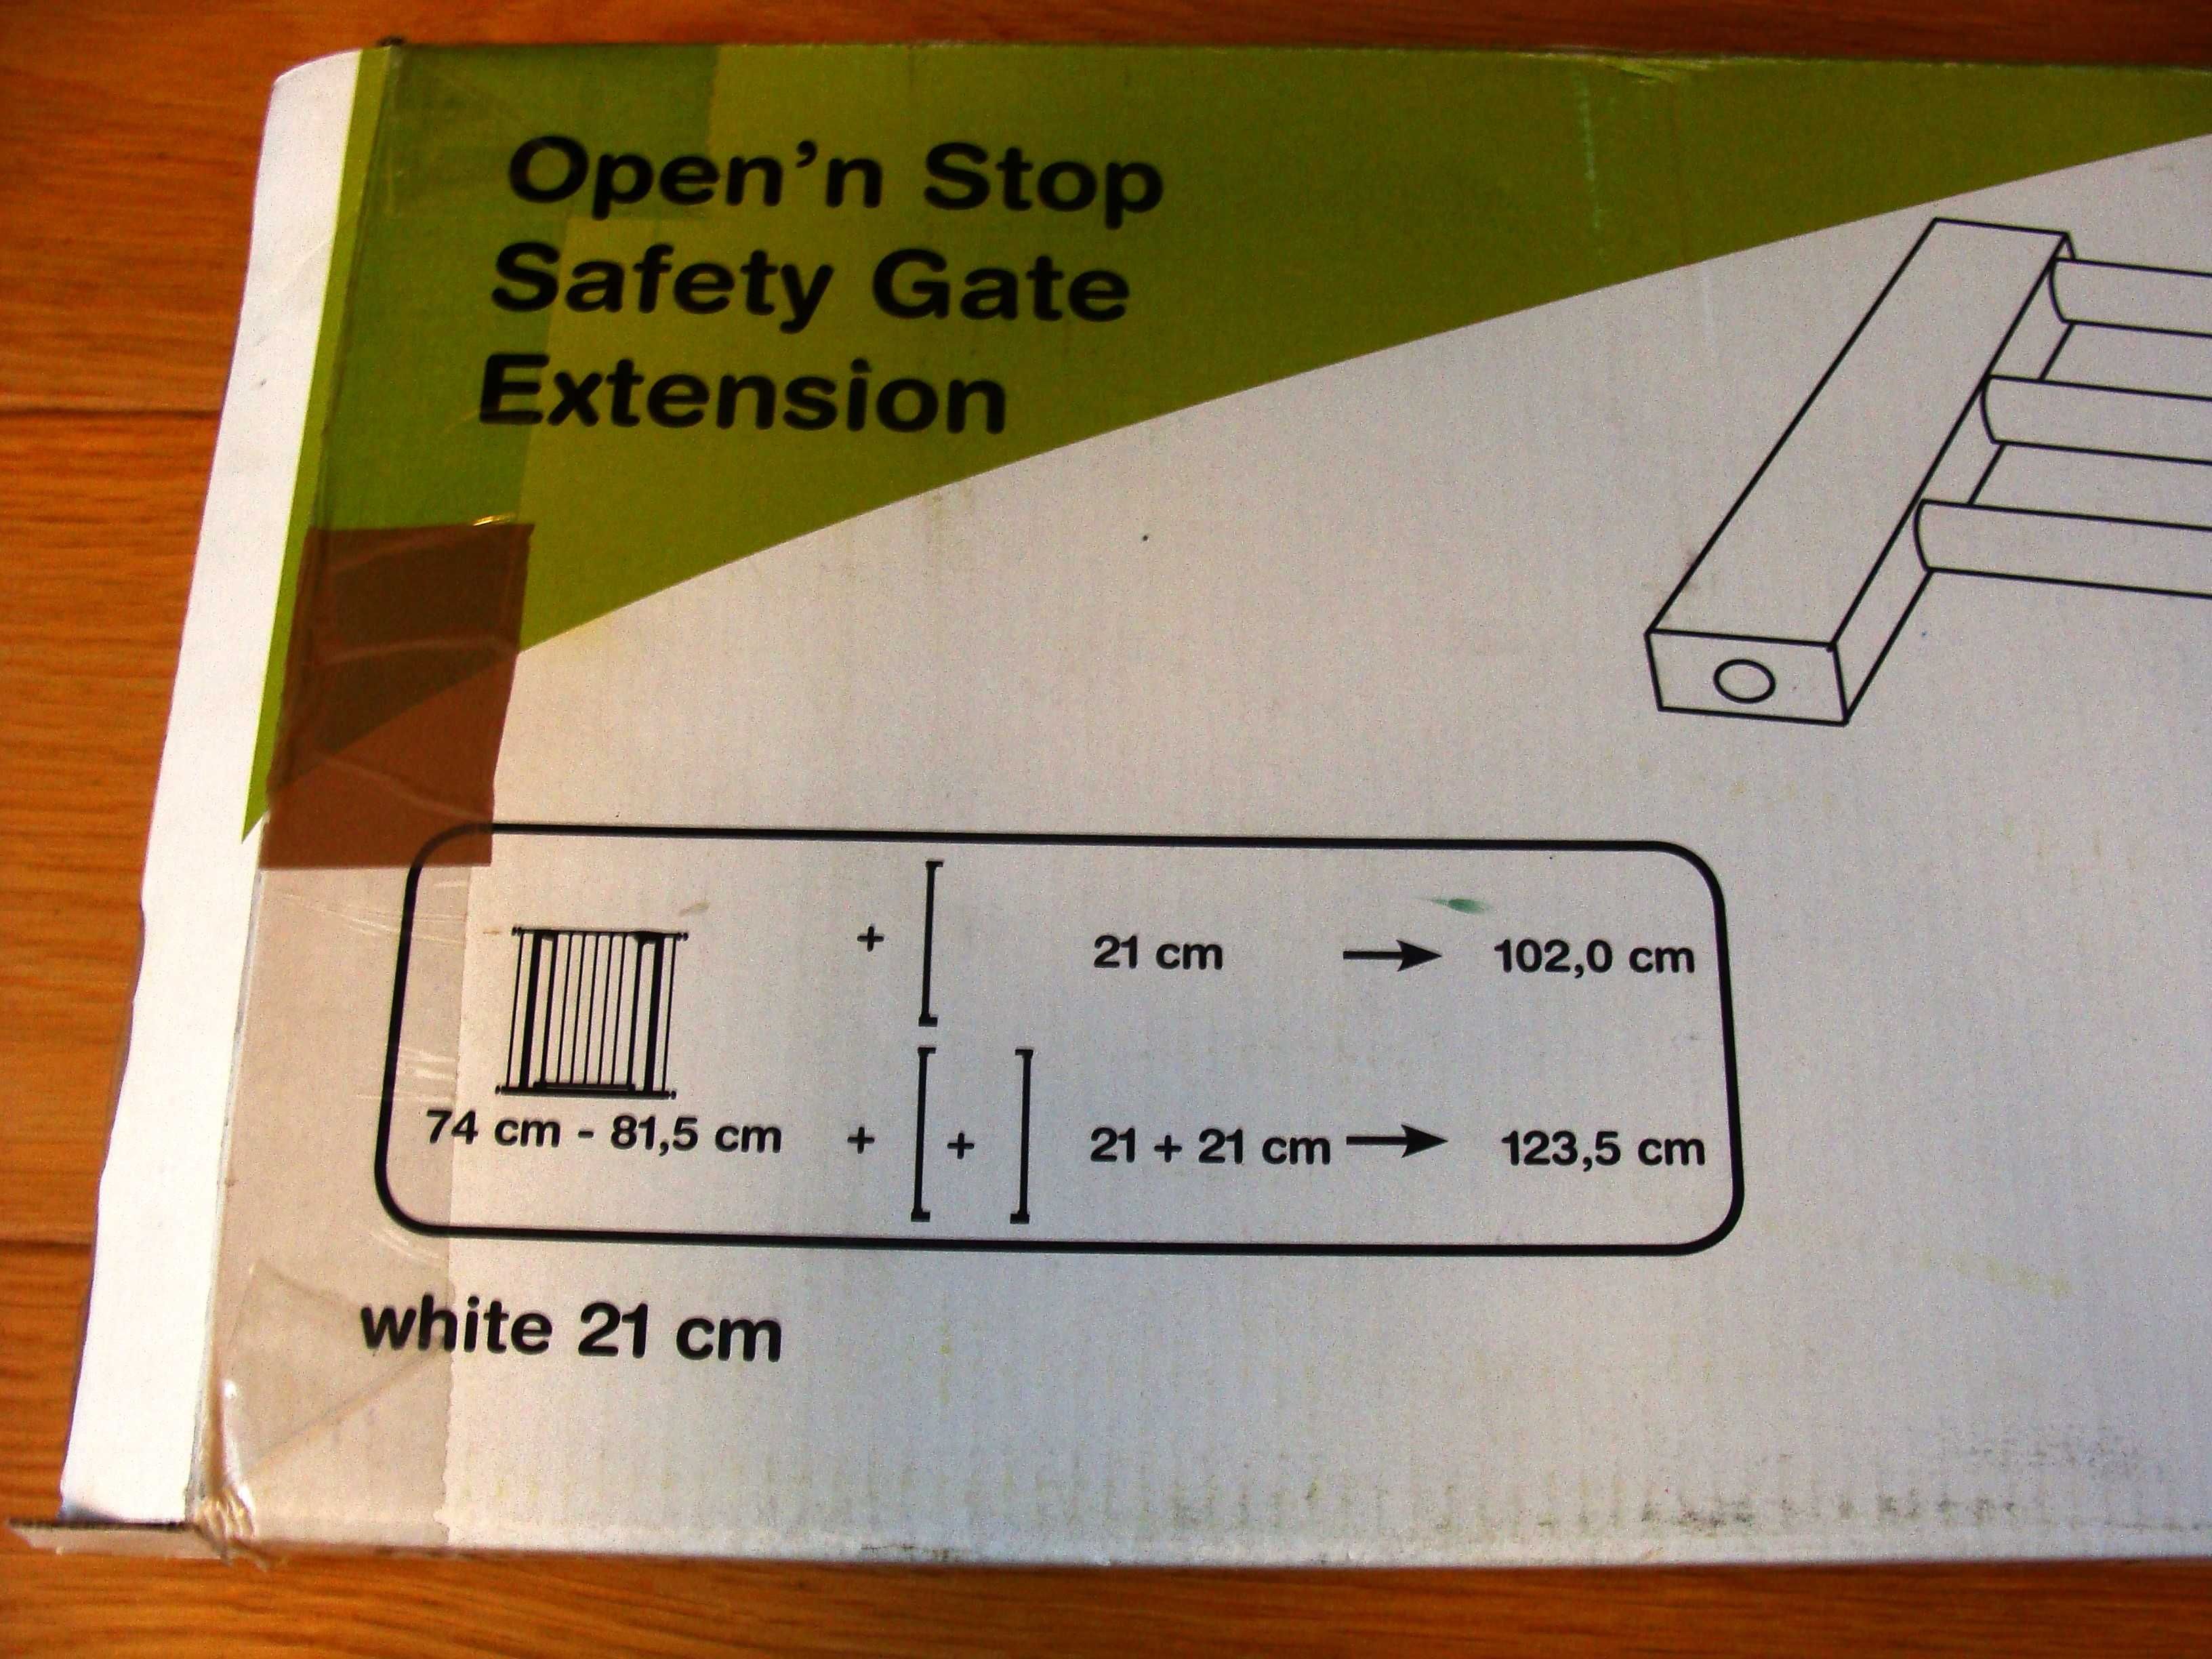 Open'n Stop
Safety Gate
Extension
+ 21 cm → 102,0 cm
74 cm - 81,5 cm + + 21 + 21 cm → 123,5 cm
white 21 cm